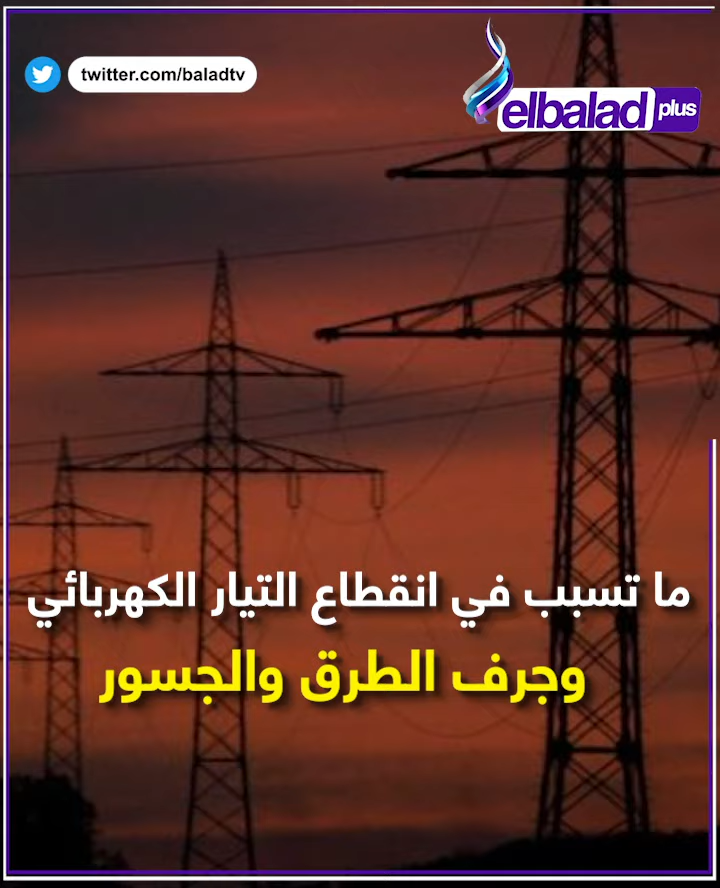 twitter.com/baladtv
elbalad plus
ما تسبب في انقطاع التيار الكهربائي
وجرف الطرق والجسور